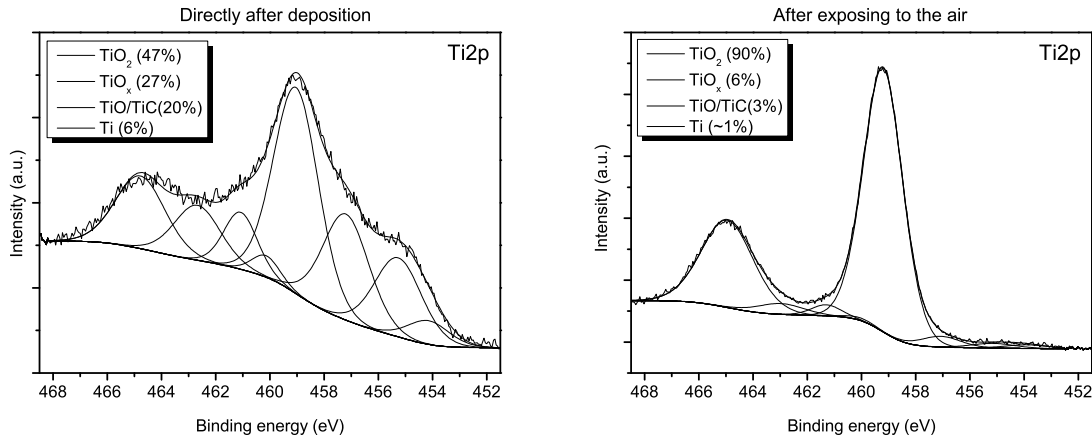 Directly after deposition
Ti2p
TiO2 (47%)
TiOx (27%)
TiO/TiC(20%)
Ti (6%)
Intensity (a.u.)
468 466 464 462 460 458 456 454 452
Binding energy (eV)
After exposing to the air
Ti2p
TiO2 (90%)
TiOx (6%)
TiO/TiC(3%)
Ti (~1%)
Intensity (a.u.)
468 466 464 462 460 458 456 454 452
Binding energy (eV)